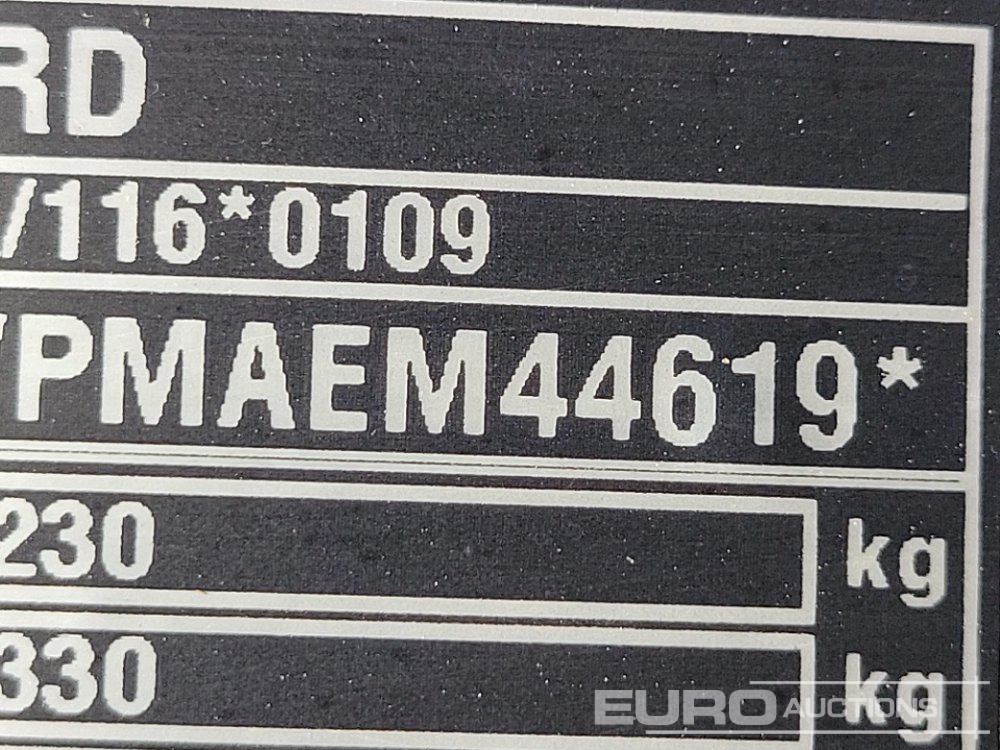 RD
/116*0109
PMAEM44619*
230 kg
330 kg
EURO AUCTIONS